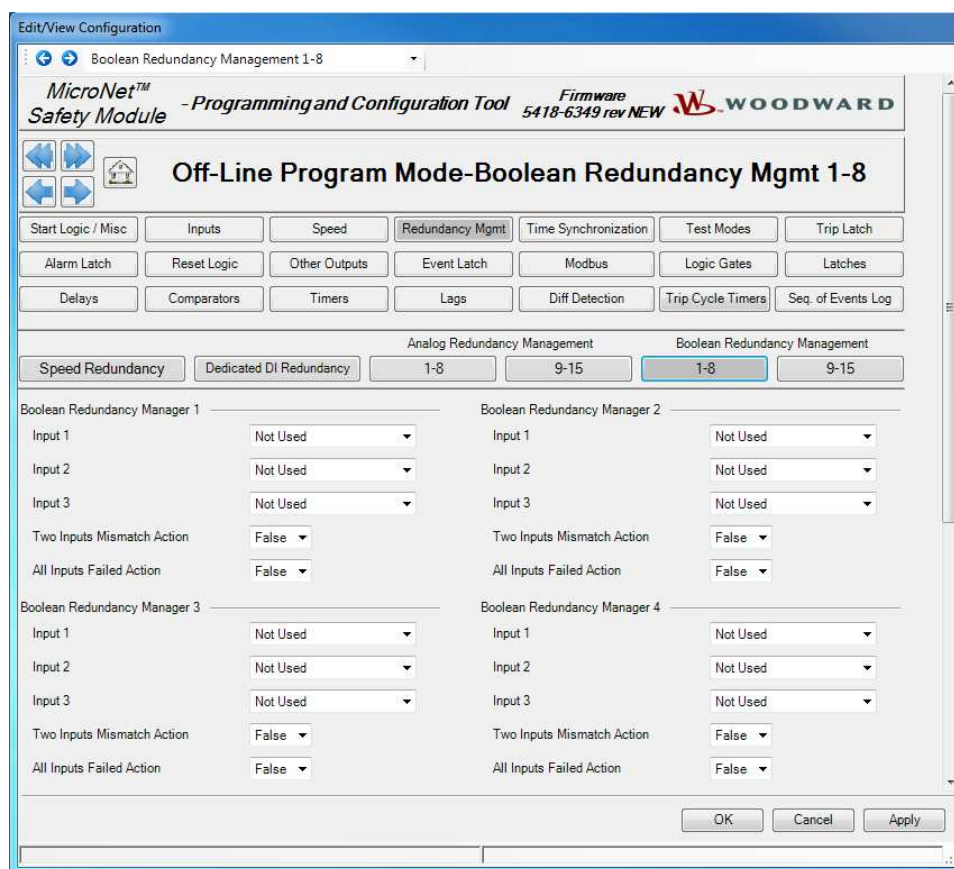 Edit/View Configuration
Boolean Redundancy Management 1-8
MicroNet™ Safety Module
- Programming and Configuration Tool
Firmware
5418-6349 rev NEW
WOODWARD
Off-Line Program Mode-Boolean Redundancy Mgmt 1-8
Start Logic / Misc Inputs Speed Redundancy Mgmt Time Synchronization Test Modes Trip Latch
Alarm Latch Reset Logic Other Outputs Event Latch Modbus Logic Gates Latches
Delays Comparators Timers Lags Diff Detection Trip Cycle Timers Seq. of Events Log
Analog Redundancy Management Boolean Redundancy Management
Speed Redundancy Dedicated DI Redundancy 1-8 9-15 1-8 9-15
Boolean Redundancy Manager 1 Boolean Redundancy Manager 2
Input 1 Not Used Input 1 Not Used
Input 2 Not Used Input 2 Not Used
Input 3 Not Used Input 3 Not Used
Two Inputs Mismatch Action False Two Inputs Mismatch Action False
All Inputs Failed Action False All Inputs Failed Action False
Boolean Redundancy Manager 3 Boolean Redundancy Manager 4
Input 1 Not Used Input 1 Not Used
Input 2 Not Used Input 2 Not Used
Input 3 Not Used Input 3 Not Used
Two Inputs Mismatch Action False Two Inputs Mismatch Action False
All Inputs Failed Action False All Inputs Failed Action False
OK Cancel Apply